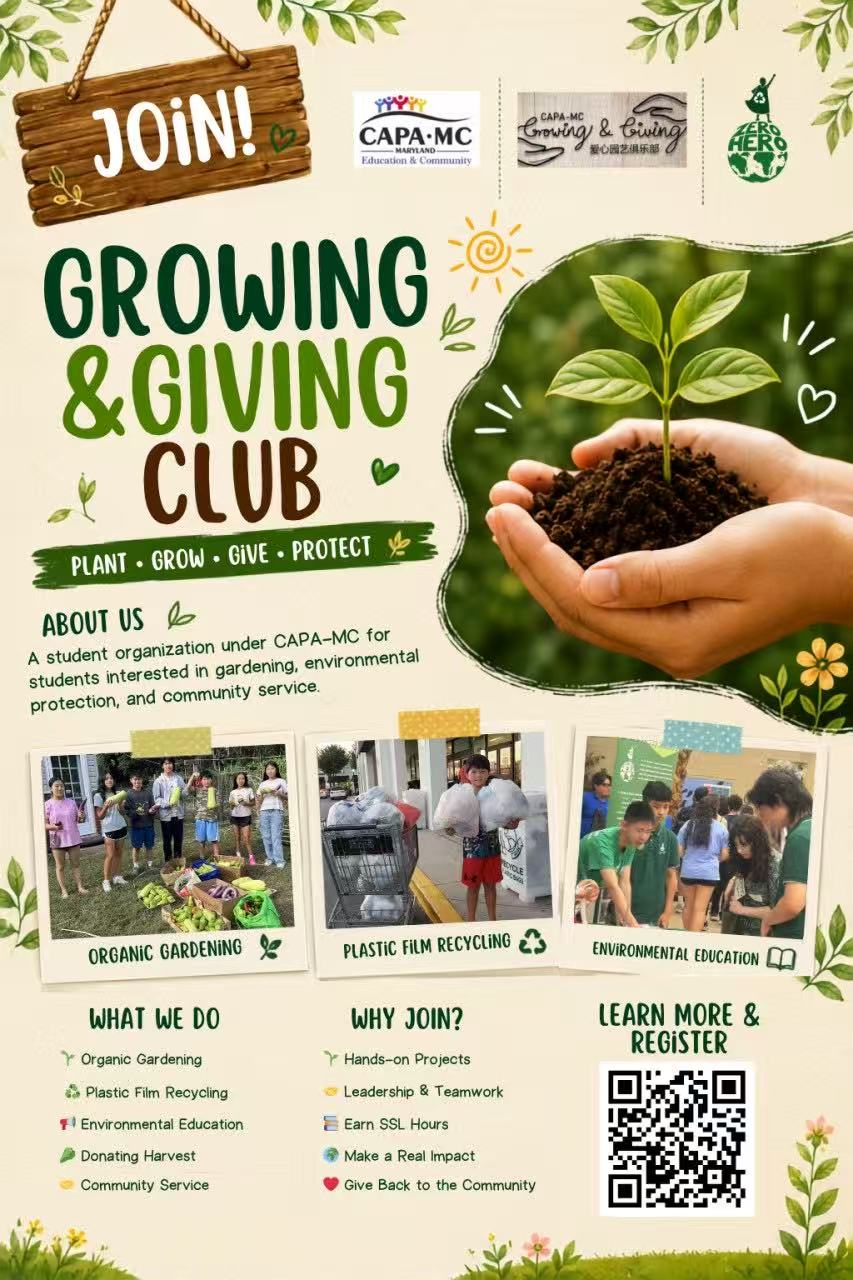 JOiN!
CAPA·MC
MARYLAND
Education & Community
CAPA-MC
Growing & Giving
爱心园艺俱乐部
ZERO
HERO
GROWING
&GIVING
CLUB
PLANT • GROW • GiVE • PROTECT
ABOUT US
A student organization under CAPA-MC for
students interested in gardening, environmental
protection, and community service.
ORGANIC GARDENING
PLASTIC FILM RECYCLING
ENVIRONMENTAL EDUCATION
WHAT WE DO
Organic Gardening
Plastic Film Recycling
Environmental Education
Donating Harvest
Community Service
WHY JOIN?
Hands-on Projects
Leadership & Teamwork
Earn SSL Hours
Make a Real Impact
Give Back to the Community
LEARN MORE &
REGiSTER